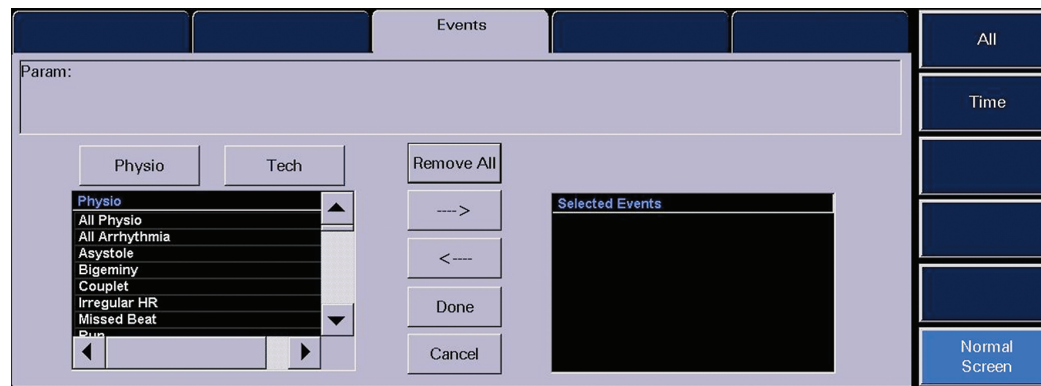 Events
All
Param:
Time
Physio
Tech
Remove All
Physio
All Physio
All Arrhythmia
Asystole
Bigeminy
Couplet
Irregular HR
Missed Beat
Run
---->
<----
Done
Cancel
Selected Events
Normal
Screen